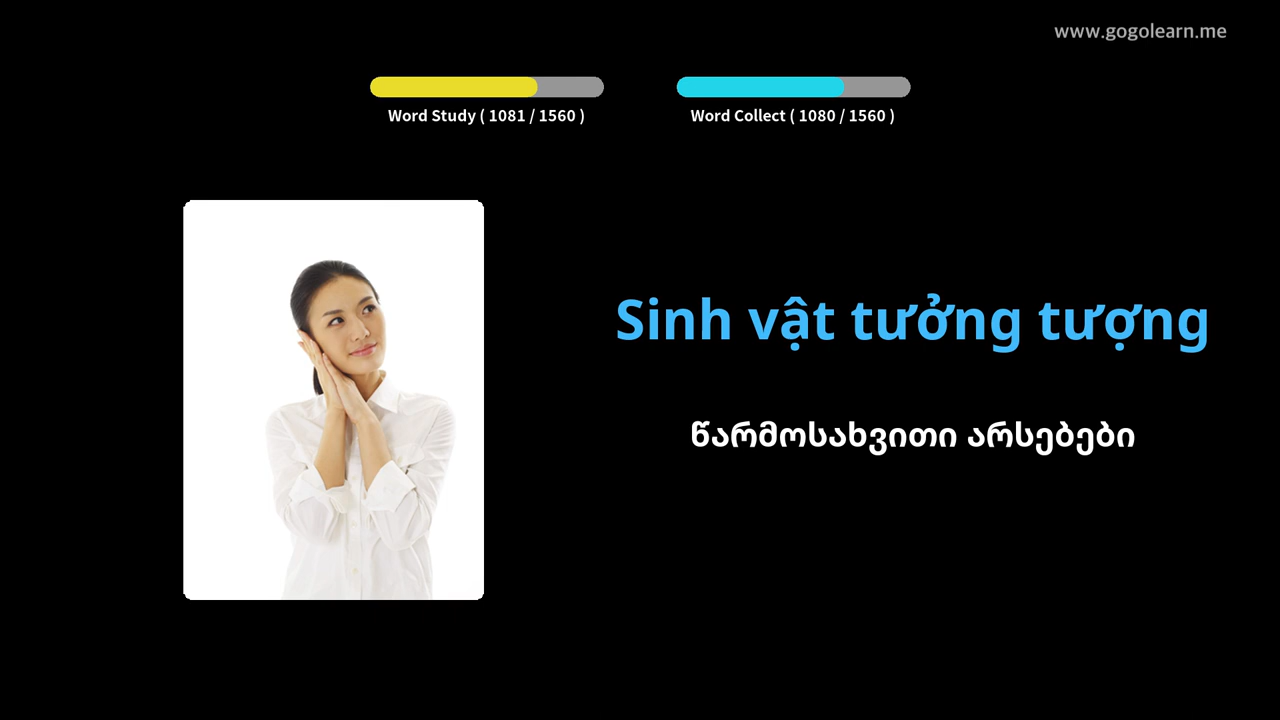 www.gogolearn.me
Word Study ( 1081 / 1560 )
Word Collect ( 1080 / 1560 )
Sinh vật tưởng tượng
წარმოსახვითი არსებები